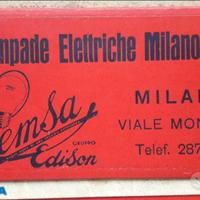 mpade Elettriche Milano
emsa
GRUPPO
Edison
MILA
VIALE MON
Telef. 287